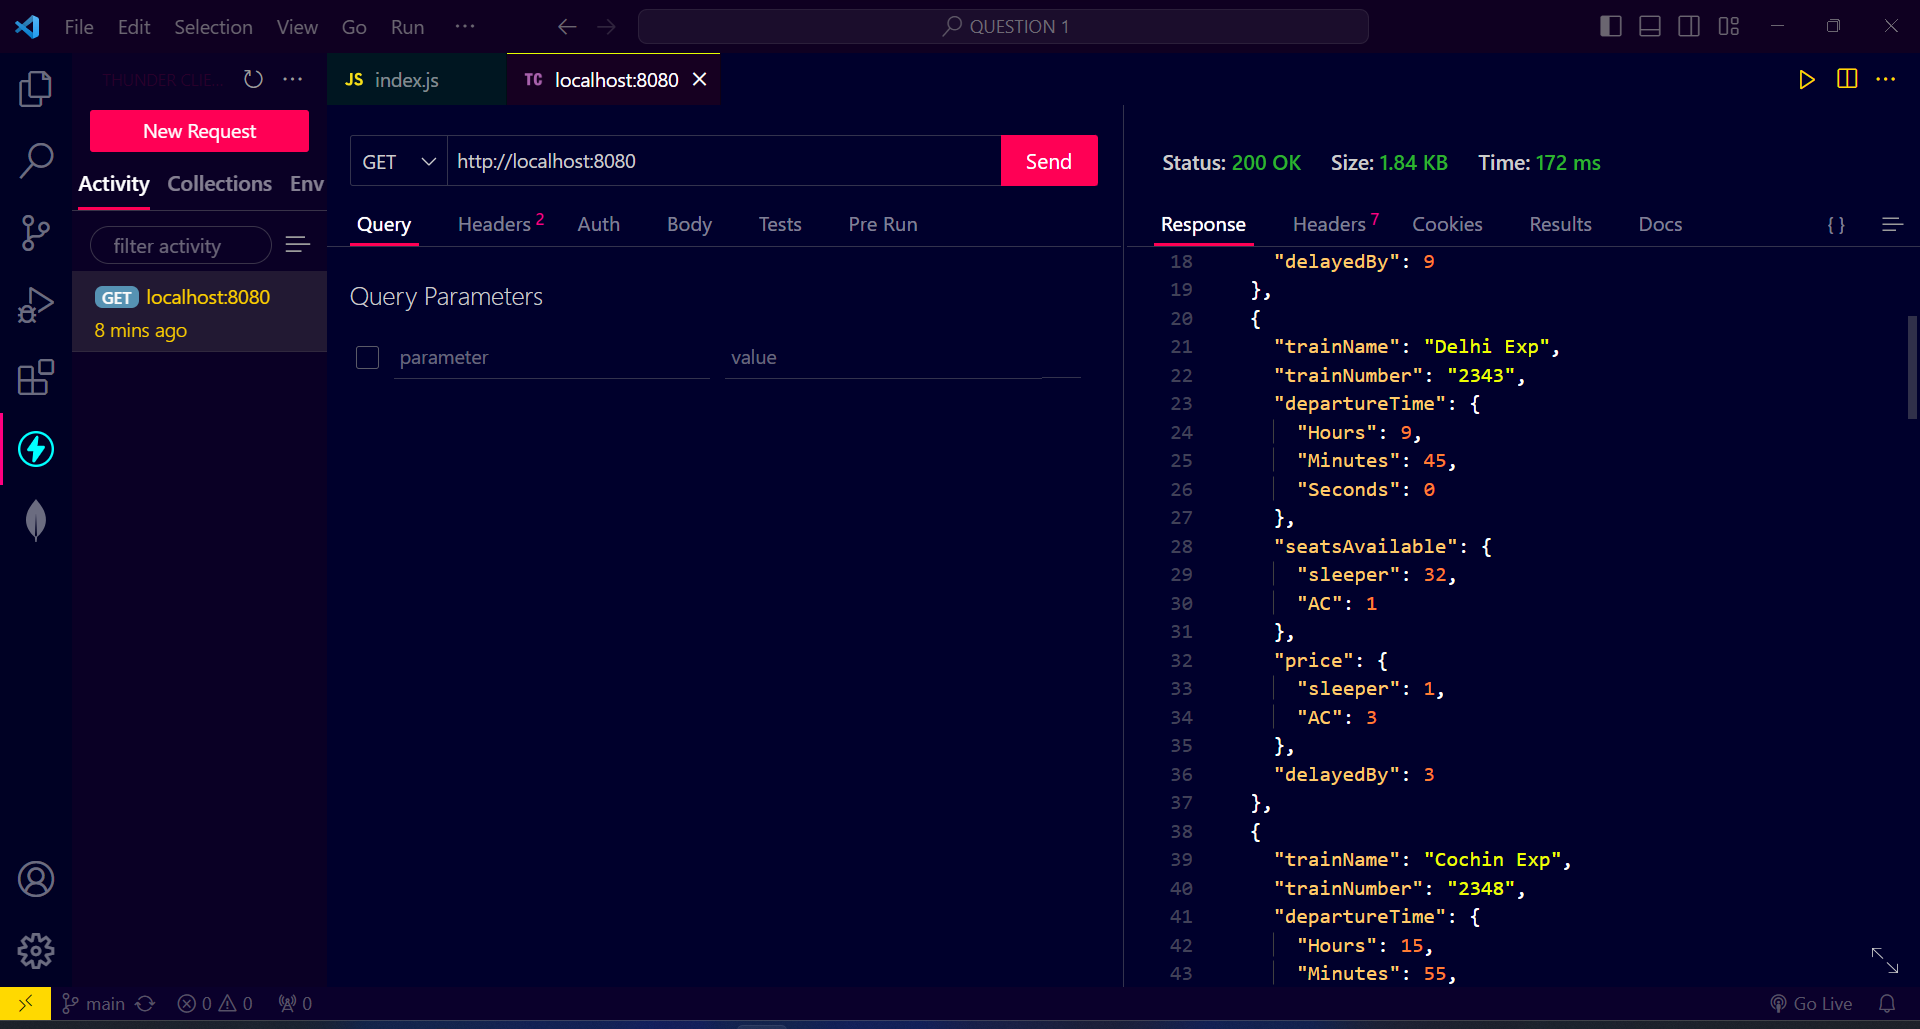 File Edit Selection View Go Run ···
QUESTION 1
THUNDER CLIE...
JS index.js
TC localhost:8080
New Request
Activity Collections Env
filter activity
GET localhost:8080
8 mins ago
GET http://localhost:8080 Send
Query Headers 2 Auth Body Tests Pre Run
Query Parameters
parameter value
Status: 200 OK Size: 1.84 KB Time: 172 ms
Response Headers 7 Cookies Results Docs {}
18 "delayedBy": 9
19 },
20 {
21 "trainName": "Delhi Exp",
22 "trainNumber": "2343",
23 "departureTime": {
24 "Hours": 9,
25 "Minutes": 45,
26 "Seconds": 0
27 },
28 "seatsAvailable": {
29 "sleeper": 32,
30 "AC": 1
31 },
32 "price": {
33 "sleeper": 1,
34 "AC": 3
35 },
36 "delayedBy": 3
37 },
38 {
39 "trainName": "Cochin Exp",
40 "trainNumber": "2348",
41 "departureTime": {
42 "Hours": 15,
43 "Minutes": 55,
main 0 0 0 Go Live